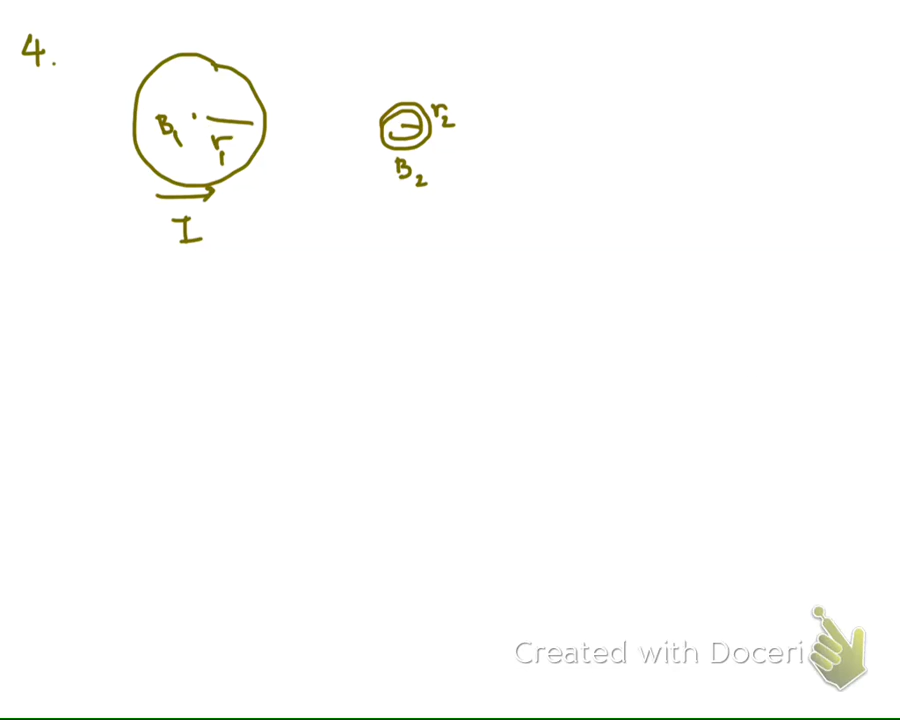 4.
B₁
r₁
r₂
B₂
I
Created with Doceri